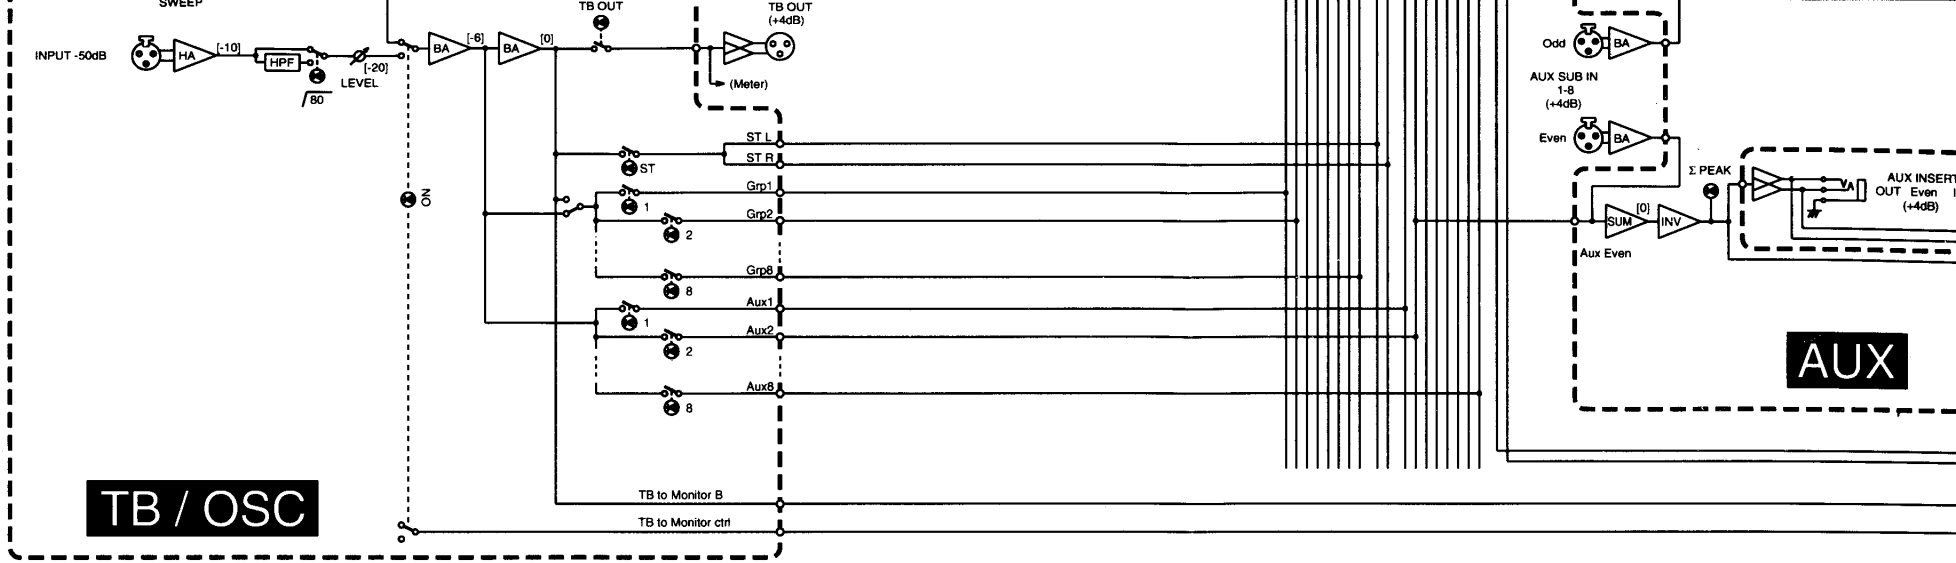 SWEEP
INPUT -50dB
HA
[-10]
HPF
/80
LEVEL
[-20]
BA
[-6]
BA
[0]
TB OUT
TB OUT
(+4dB)
(Meter)
ON
ST L
ST R
ST
Grp1
1
Grp2
2
Grp8
8
Aux1
1
Aux2
2
Aux8
8
TB to Monitor B
TB to Monitor ctrl
TB / OSC
Odd
BA
AUX SUB IN
1-8
(+4dB)
Even
BA
SUM
[0]
INV
Aux Even
Σ PEAK
AUX INSERT
OUT Even I
(+4dB)
AUX